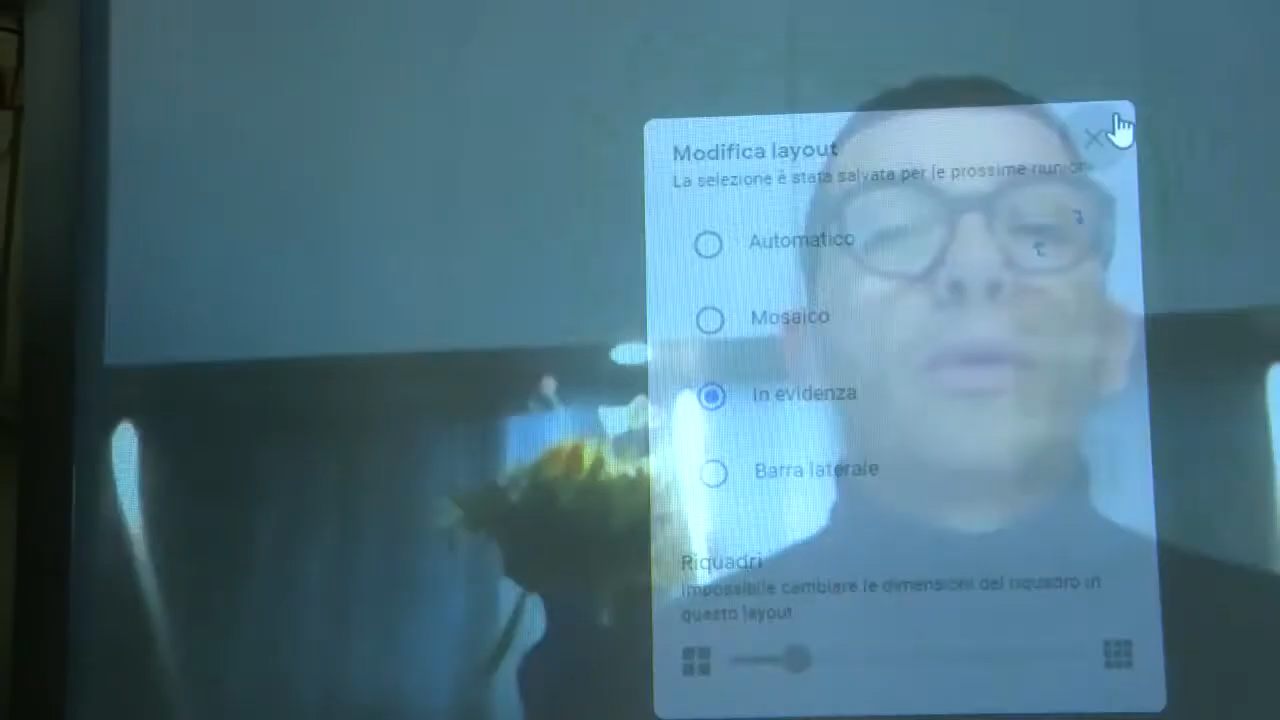 Modifica layout
La selezione è stata salvata per le prossime riunioni
Automatico
Mosaico
In evidenza
Barra laterale
Riquadri
Impossibile cambiare le dimensioni del riquadro in
questo layout